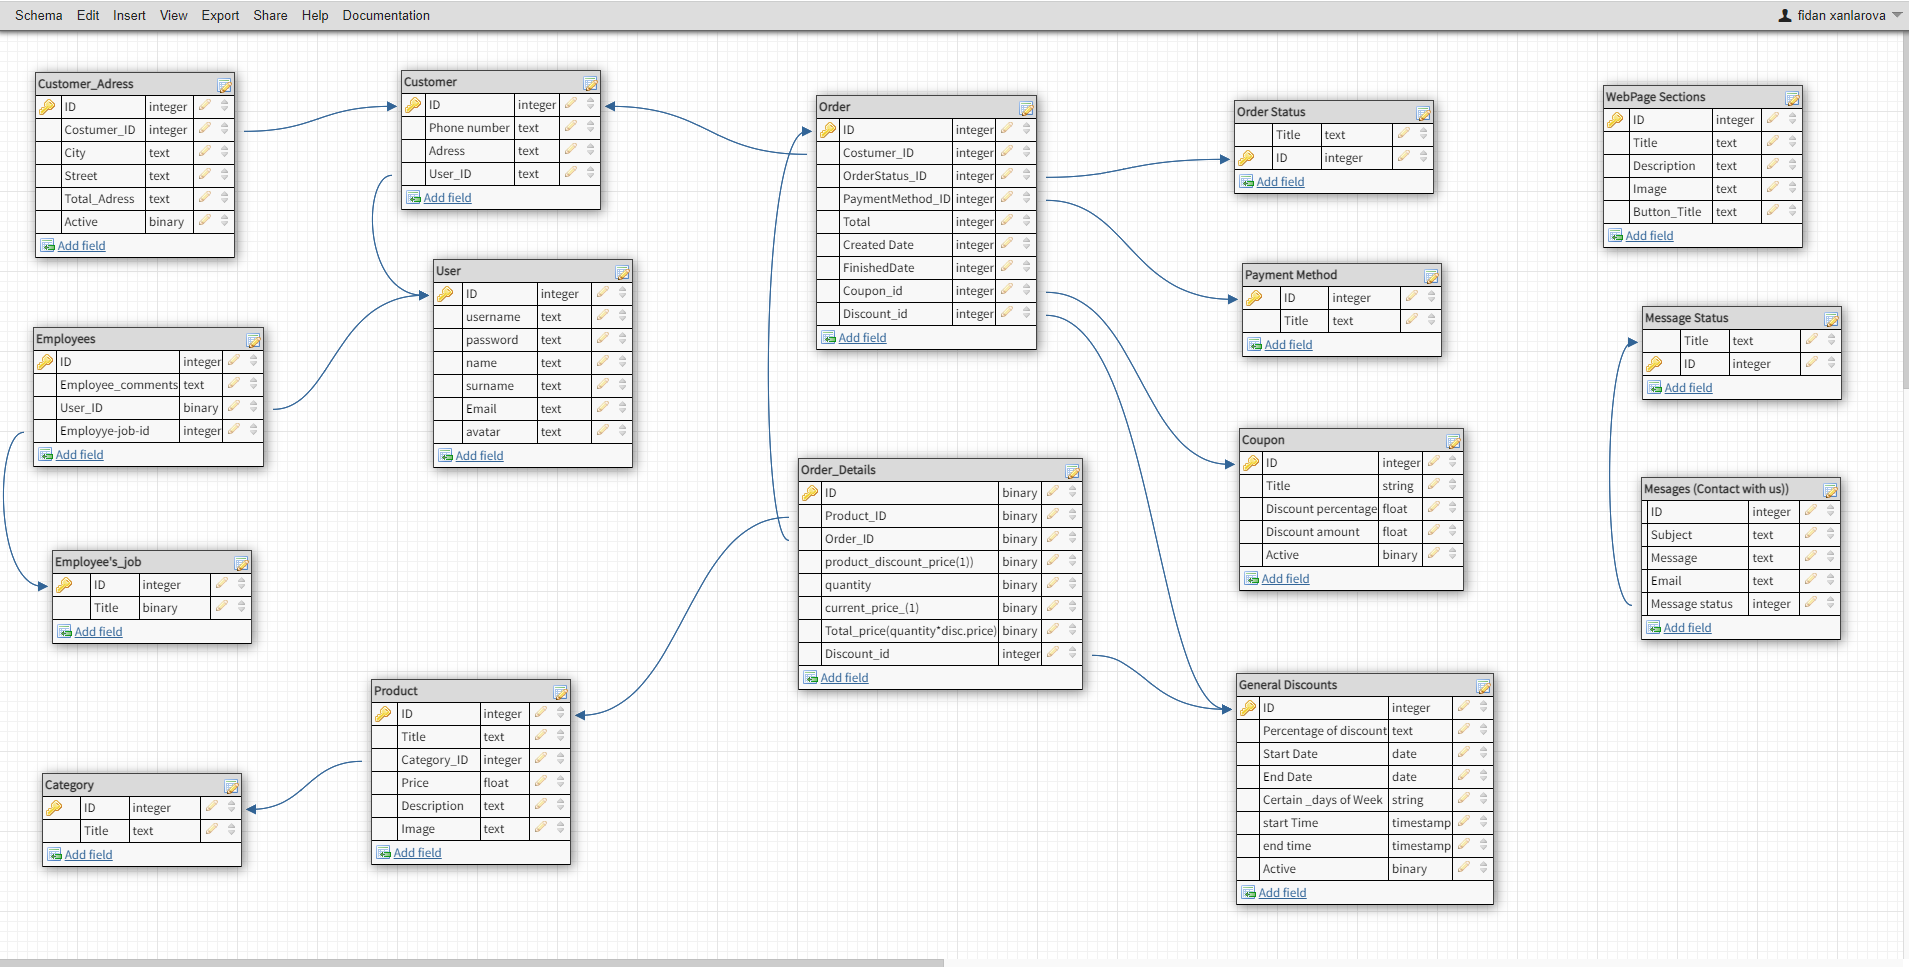 Schema Edit Insert View Export Share Help Documentation fidan xanlarova
Customer_Adress
ID integer
Costumer_ID integer
City text
Street text
Total_Adress text
Active binary
Add field
Customer
ID integer
Phone number text
Adress text
User_ID text
Add field
Order
ID integer
Costumer_ID integer
OrderStatus_ID integer
PaymentMethod_ID integer
Total integer
Created Date integer
FinishedDate integer
Coupon_id integer
Discount_id integer
Add field
Order Status
Title text
ID integer
Add field
WebPage Sections
ID integer
Title text
Description text
Image text
Button_Title text
Add field
User
ID integer
username text
password text
name text
surname text
Email text
avatar text
Add field
Payment Method
ID integer
Title text
Add field
Message Status
Title text
ID integer
Add field
Employees
ID integer
Employee_comments text
User_ID binary
Employye-job-id integer
Add field
Order_Details
ID binary
Product_ID binary
Order_ID binary
product_discount_price(1)) binary
quantity binary
current_price_(1) binary
Total_price(quantity*disc.price) binary
Discount_id integer
Add field
Coupon
ID integer
Title string
Discount percentage float
Discount amount float
Active binary
Add field
Mesages (Contact with us))
ID integer
Subject text
Message text
Email text
Message status integer
Add field
Employee's_job
ID integer
Title binary
Add field
Product
ID integer
Title text
Category_ID integer
Price float
Description text
Image text
Add field
General Discounts
ID integer
Percentage of discount text
Start Date date
End Date date
Certain _days of Week string
start Time timestamp
end time timestamp
Active binary
Add field
Category
ID integer
Title text
Add field